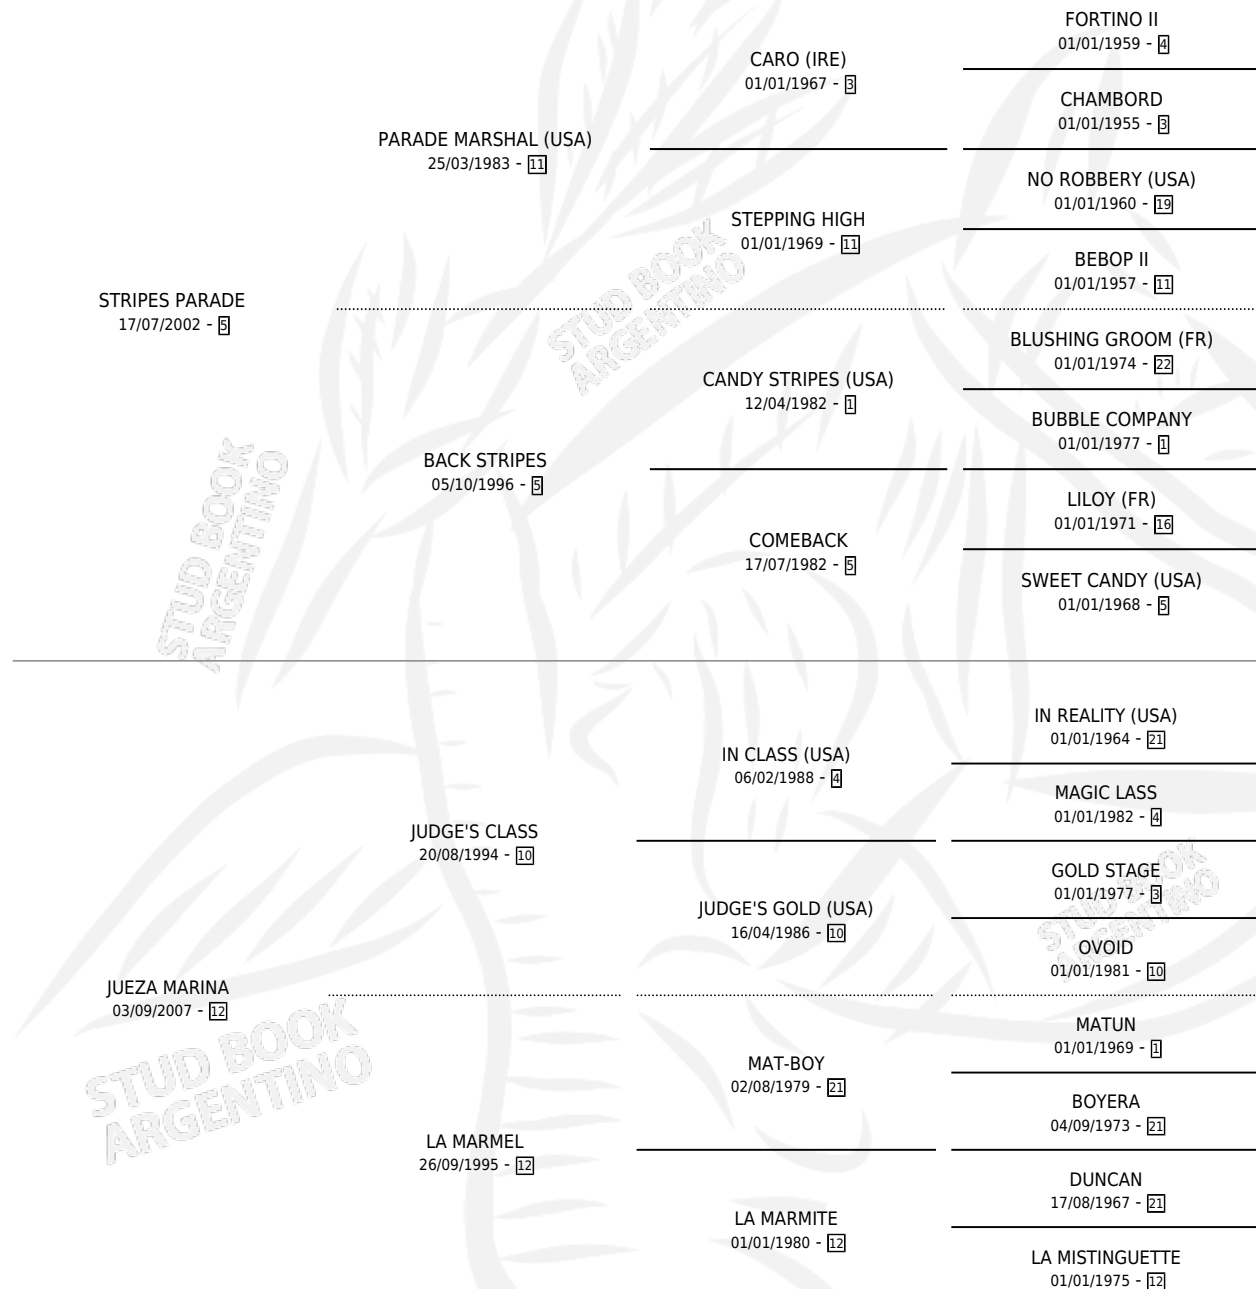 FORTINO II
01/01/1959 - 4
CARO (IRE)
01/01/1967 - 3
CHAMBORD
01/01/1955 - 3
PARADE MARSHAL (USA)
25/03/1983 - 11
NO ROBBERY (USA)
01/01/1960 - 19
STEPPING HIGH
01/01/1969 - 11
BEBOP II
01/01/1957 - 11
STRIPES PARADE
17/07/2002 - 5
BLUSHING GROOM (FR)
01/01/1974 - 22
CANDY STRIPES (USA)
12/04/1982 - 1
BUBBLE COMPANY
01/01/1977 - 1
BACK STRIPES
05/10/1996 - 5
LILOY (FR)
01/01/1971 - 16
COMEBACK
17/07/1982 - 5
SWEET CANDY (USA)
01/01/1968 - 5
STUD BOOK
ARGENTINO
STUD BOOK
ARGENTINO
IN REALITY (USA)
01/01/1964 - 21
IN CLASS (USA)
06/02/1988 - 4
MAGIC LASS
01/01/1982 - 4
JUDGE'S CLASS
20/08/1994 - 10
GOLD STAGE
01/01/1977 - 3
JUDGE'S GOLD (USA)
16/04/1986 - 10
OVOID
01/01/1981 - 10
JUEZA MARINA
03/09/2007 - 12
MATUN
01/01/1969 - 1
MAT-BOY
02/08/1979 - 21
BOYERA
04/09/1973 - 21
LA MARMEL
26/09/1995 - 12
DUNCAN
17/08/1967 - 21
LA MARMITE
01/01/1980 - 12
LA MISTINGUETTE
01/01/1975 - 12
STUD BOOK
ARGENTINO
STUD BOOK
ARGENTINO